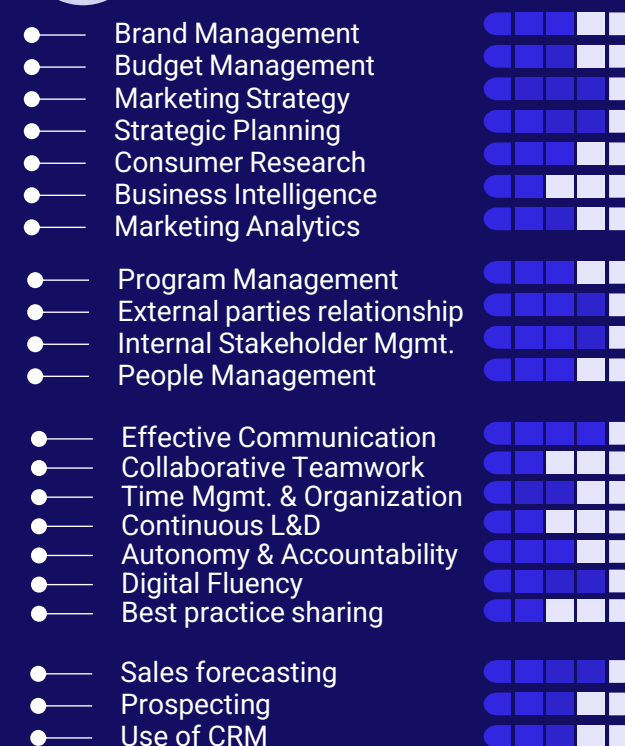 Brand Management
Budget Management
Marketing Strategy
Strategic Planning
Consumer Research
Business Intelligence
Marketing Analytics
Program Management
External parties relationship
Internal Stakeholder Mgmt.
People Management
Effective Communication
Collaborative Teamwork
Time Mgmt. & Organization
Continuous L&D
Autonomy & Accountability
Digital Fluency
Best practice sharing
Sales forecasting
Prospecting
Use of CRM